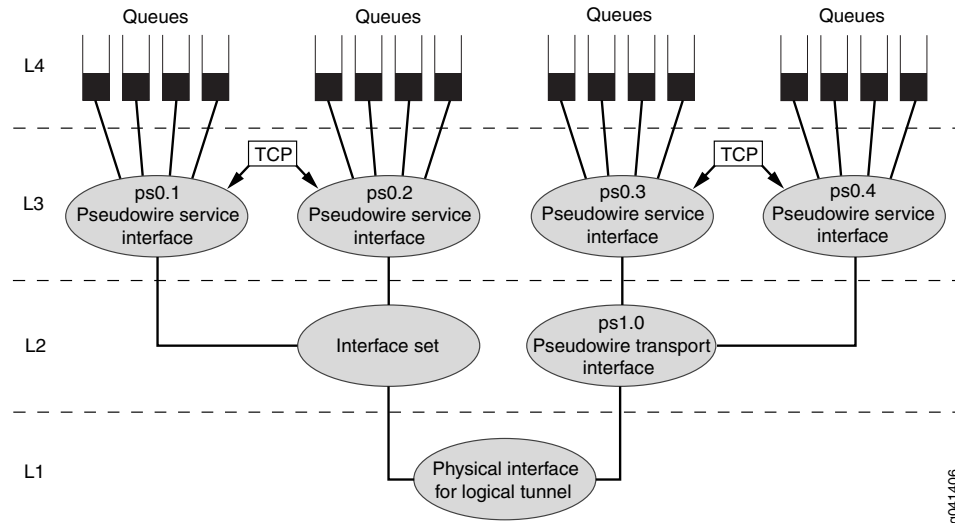 Queues
Queues
Queues
Queues
L4
TCP
TCP
L3
ps0.1
Pseudowire service
interface
ps0.2
Pseudowire service
interface
ps0.3
Pseudowire service
interface
ps0.4
Pseudowire service
interface
L2
Interface set
ps1.0
Pseudowire transport
interface
L1
Physical interface
for logical tunnel
g041406